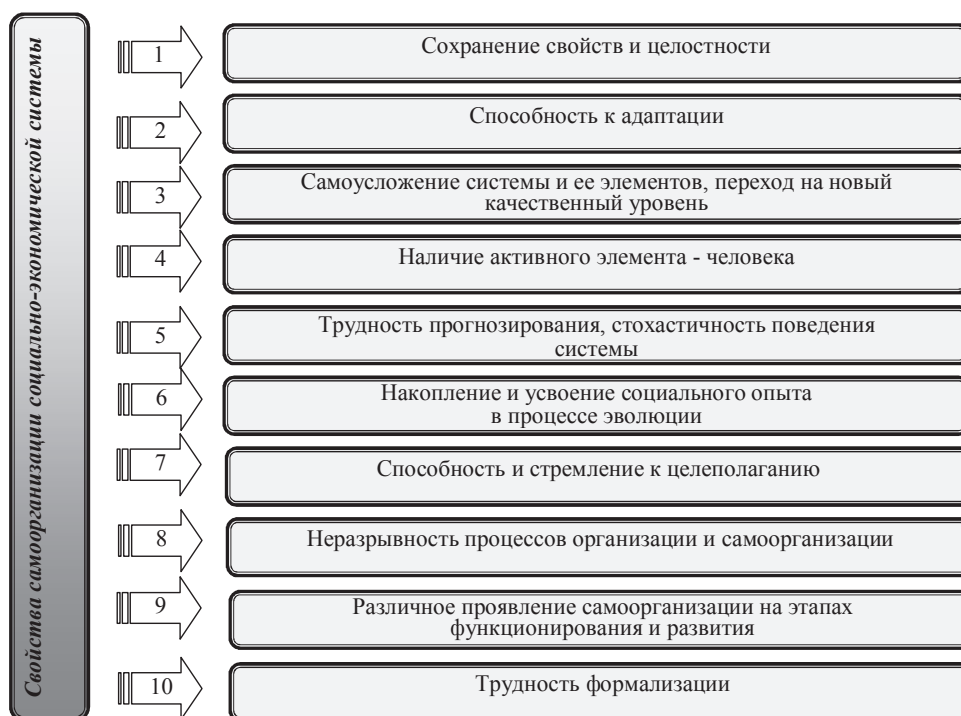 Свойства самоорганизации социально-экономической системы
1
Сохранение свойств и целостности
2
Способность к адаптации
3
Самоусложение системы и ее элементов, переход на новый
качественный уровень
4
Наличие активного элемента - человека
5
Трудность прогнозирования, стохастичность поведения
системы
6
Накопление и усвоение социального опыта
в процессе эволюции
7
Способность и стремление к целеполаганию
8
Неразрывность процессов организации и самоорганизации
9
Различное проявление самоорганизации на этапах
функционирования и развития
10
Трудность формализации